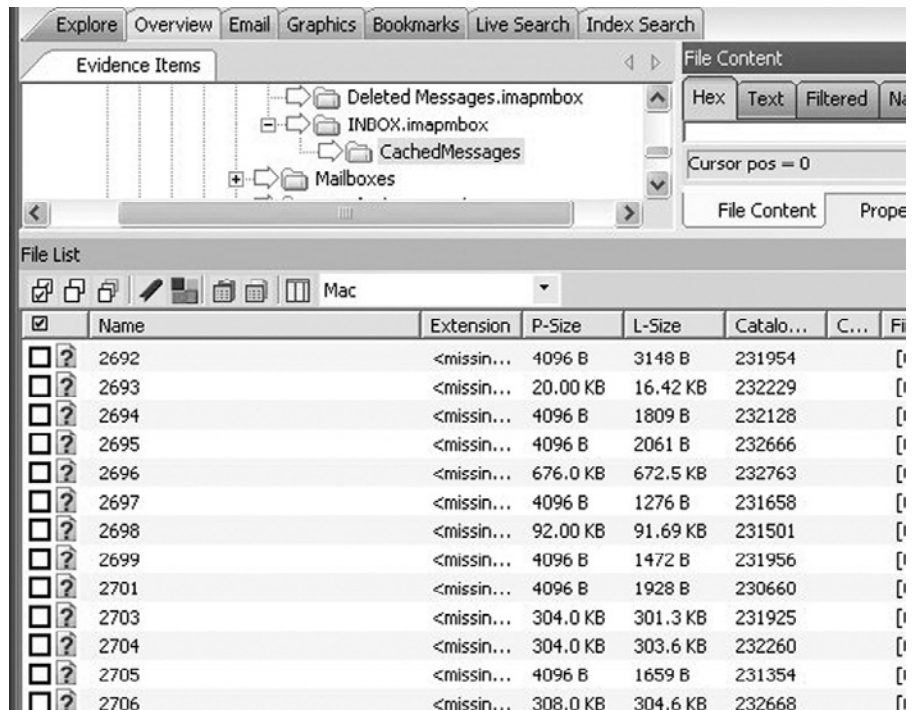 Explore Overview Email Graphics Bookmarks Live Search Index Search
Evidence Items
Deleted Messages.imapmbox
INBOX.imapmbox
CachedMessages
Mailboxes
File Content
Hex Text Filtered Na
Cursor pos = 0
File Content Prope
File List
Mac
Name Extension P-Size L-Size Catalo... C... Fi
2692 <missin... 4096 B 3148 B 231954
2693 <missin... 20.00 KB 16.42 KB 232229
2694 <missin... 4096 B 1809 B 232128
2695 <missin... 4096 B 2061 B 232666
2696 <missin... 676.0 KB 672.5 KB 232763
2697 <missin... 4096 B 1276 B 231658
2698 <missin... 92.00 KB 91.69 KB 231501
2699 <missin... 4096 B 1472 B 231956
2701 <missin... 4096 B 1928 B 230660
2703 <missin... 304.0 KB 301.3 KB 231925
2704 <missin... 304.0 KB 303.6 KB 232260
2705 <missin... 4096 B 1659 B 231354
2706 <missin... 308.0 KB 304.6 KB 232668